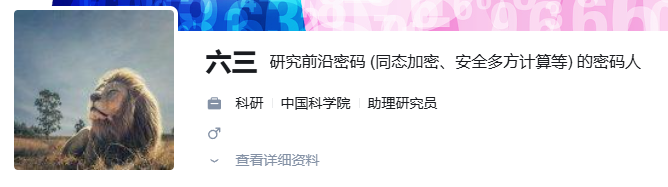 六三 研究前沿密码 (同态加密、安全多方计算等) 的密码人
科研 中国科学院 助理研究员
查看详细资料